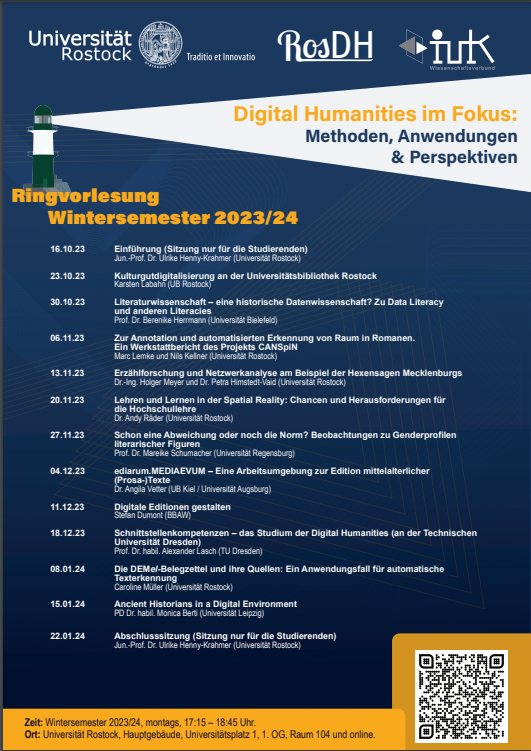 Universität
Rostock
Traditio et Innovatio
RosDH
iuk
Wissenschaftsverbund
Digital Humanities im Fokus:
Methoden, Anwendungen
& Perspektiven
Ringvorlesung
Wintersemester 2023/24
16.10.23 Einführung (Sitzung nur für die Studierenden)
Jun.-Prof. Dr. Ulrike Henny-Krahmer (Universität Rostock)
23.10.23 Kulturgutdigitalisierung an der Universitätsbibliothek Rostock
Karsten Labahn (UB Rostock)
30.10.23 Literaturwissenschaft – eine historische Datenwissenschaft? Zu Data Literacy
und anderen Literacies
Prof. Dr. Berenike Herrmann (Universität Bielefeld)
06.11.23 Zur Annotation und automatisierten Erkennung von Raum in Romanen.
Ein Werkstattbericht des Projekts CANSpiN
Marc Lemke und Nils Kellner (Universität Rostock)
13.11.23 Erzählforschung und Netzwerkanalyse am Beispiel der Hexensagen Mecklenburgs
Dr.-Ing. Holger Meyer und Dr. Petra Himstedt-Vaid (Universität Rostock)
20.11.23 Lehren und Lernen in der Spatial Reality: Chancen und Herausforderungen für
die Hochschullehre
Dr. Andy Räder (Universität Rostock)
27.11.23 Schon eine Abweichung oder noch die Norm? Beobachtungen zu Genderprofilen
literarischer Figuren
Prof. Dr. Mareike Schumacher (Universität Regensburg)
04.12.23 ediarum.MEDIAEVUM – Eine Arbeitsumgebung zur Edition mittelalterlicher
(Prosa-)Texte
Dr. Angila Vetter (UB Kiel / Universität Augsburg)
11.12.23 Digitale Editionen gestalten
Stefan Dumont (BBAW)
18.12.23 Schnittstellenkompetenzen – das Studium der Digital Humanities (an der Technischen
Universität Dresden)
Prof. Dr. habil. Alexander Lasch (TU Dresden)
08.01.24 Die DEMel-Belegzettel und ihre Quellen: Ein Anwendungsfall für automatische
Texterkennung
Caroline Müller (Universität Rostock)
15.01.24 Ancient Historians in a Digital Environment
PD Dr. habil. Monica Berti (Universität Leipzig)
22.01.24 Abschlusssitzung (Sitzung nur für die Studierenden)
Jun.-Prof. Dr. Ulrike Henny-Krahmer (Universität Rostock)
Zeit: Wintersemester 2023/24, montags, 17:15 – 18:45 Uhr.
Ort: Universität Rostock, Hauptgebäude, Universitätsplatz 1, 1. OG, Raum 104 und online.